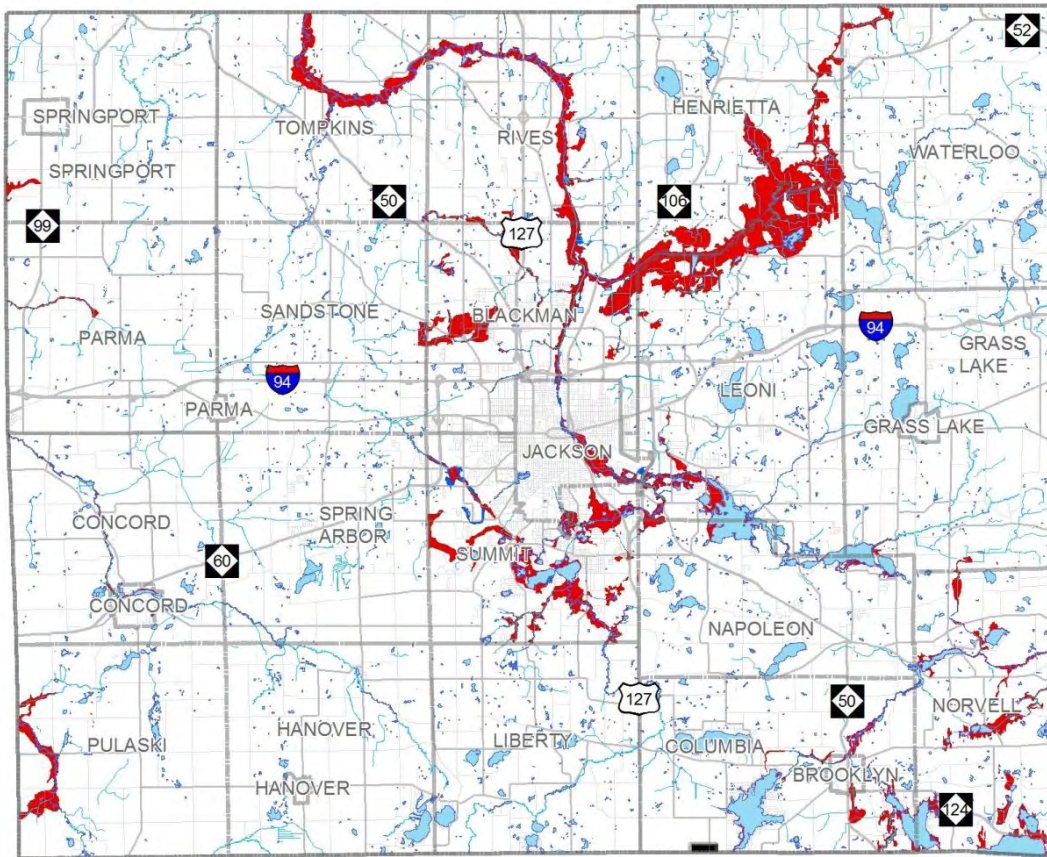 52
SPRINGPORT
TOMPKINS
RIVES
HENRIETTA
WATERLOO
SPRINGPORT
99
50
106
127
SANDSTONE
BLACKMAN
PARMA
94
GRASS
LAKE
94
LEONI
PARMA
GRASS LAKE
JACKSON
CONCORD
SPRING
ARBOR
60
SUMMIT
CONCORD
NAPOLEON
127
50
NORVELL
HANOVER
PULASKI
LIBERTY
COLUMBIA
BROOKLYN
HANOVER
124